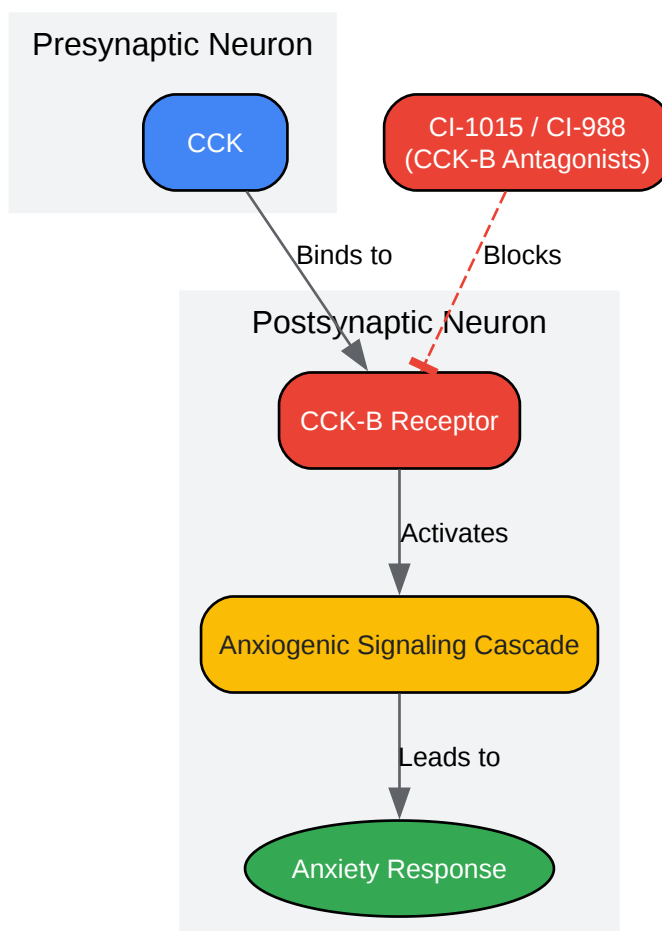 Presynaptic Neuron
CCK
CI-1015 / CI-988
(CCK-B Antagonists)
Binds to
Blocks
Postsynaptic Neuron
CCK-B Receptor
Activates
Anxiogenic Signaling Cascade
Leads to
Anxiety Response